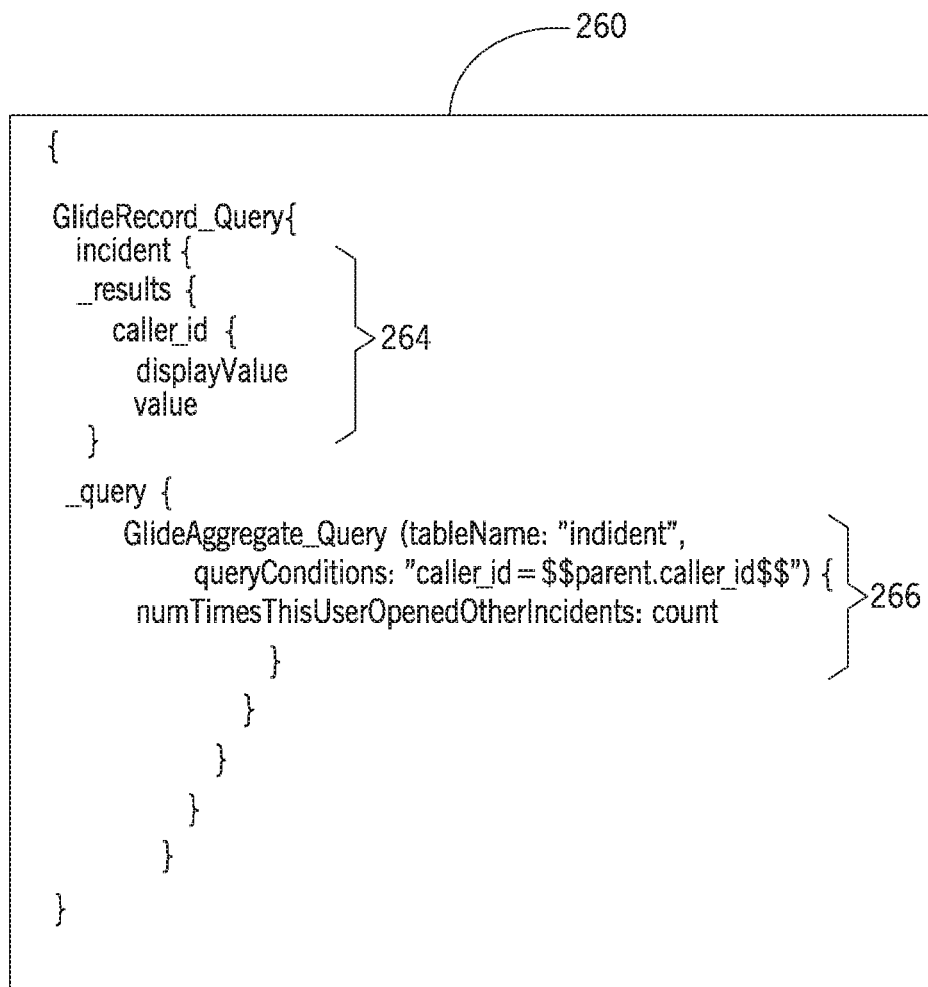 260
{
GlideRecord_Query{
incident {
_results {
caller_id {
displayValue
value
}
264
_query {
GlideAggregate_Query (tableName: "indident",
queryConditions: "caller_id = $$parent.caller_id$$") {
numTimesThisUserOpenedOtherIncidents: count
266
}
}
}
}
}
}